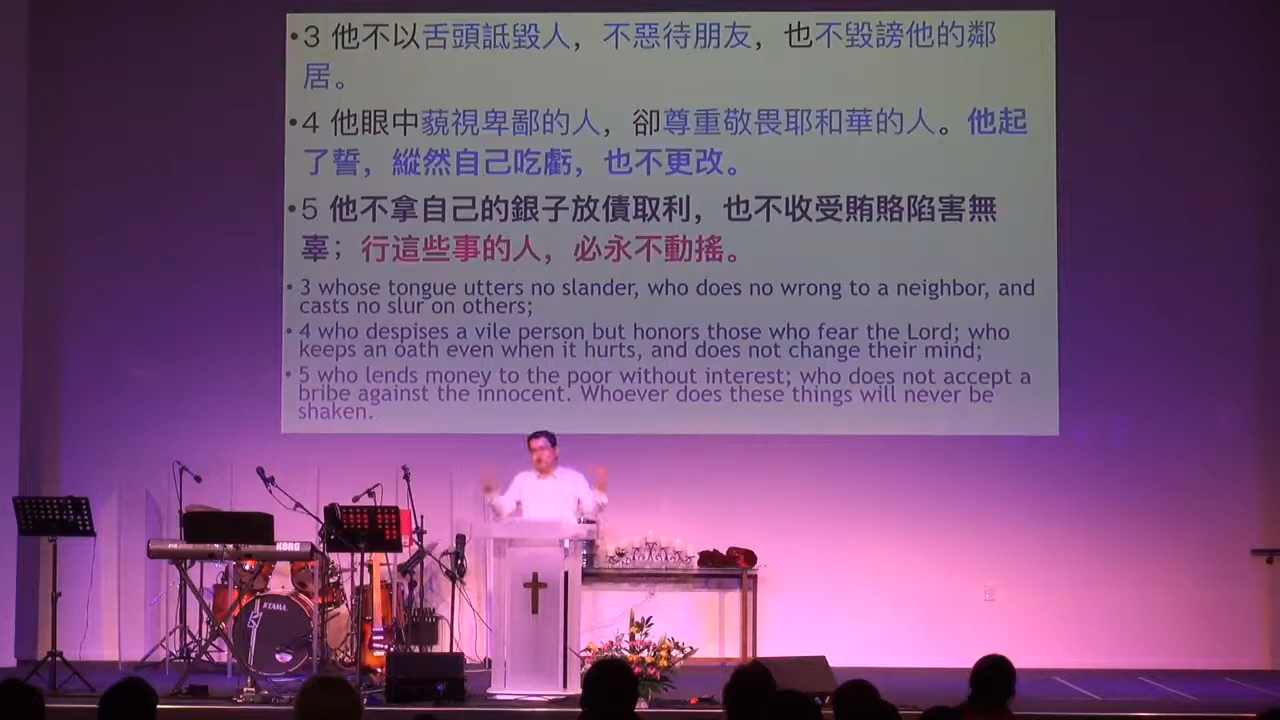 •3 他不以舌頭詆毀人，不惡待朋友，也不毀謗他的鄰
居。
•4 他眼中藐視卑鄙的人，卻尊重敬畏耶和華的人。他起
了誓，縱然自己吃虧，也不更改。
•5 他不拿自己的銀子放債取利，也不收受賄賂陷害無
辜；行這些事的人，必永不動搖。
• 3 whose tongue utters no slander, who does no wrong to a neighbor, and
casts no slur on others;
• 4 who despises a vile person but honors those who fear the Lord; who
keeps an oath even when it hurts, and does not change their mind;
• 5 who lends money to the poor without interest; who does not accept a
bribe against the innocent. Whoever does these things will never be
shaken.
KORG
TAMA